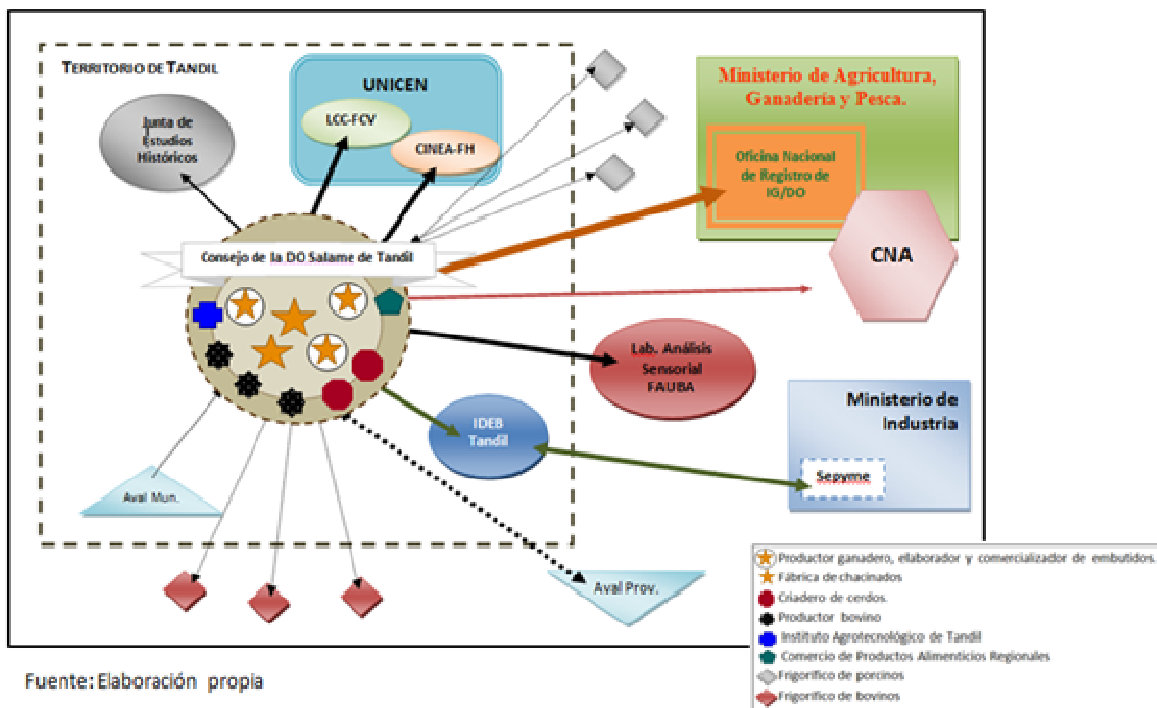 TERRITORIO DE TANDIL
UNICEN
LCC-FCV
CINEA-FH
Junta de
Estudios
Históricos
Ministerio de Agricultura,
Ganadería y Pesca.
Oficina Nacional
de Registro de
IG/DO
CNA
Consejo de la DO Salame de Tandil
Lab. Análisis
Sensorial
FAUBA
IDEB
Tandil
Ministerio de
Industria
Sepyme
Aval Mun.
Aval Prov.
Productor ganadero, ellaborador y comercializador de embutidos.
Fábrica de chacinados
Criadero de cerdos.
Productor bovino
Instituto Agrotecnológico de Tandil
Comercio de Productos Alimenticios Regionales
Frigorífico de porcinos
Frigorífico de bovinos
Fuente: Elaboración propia